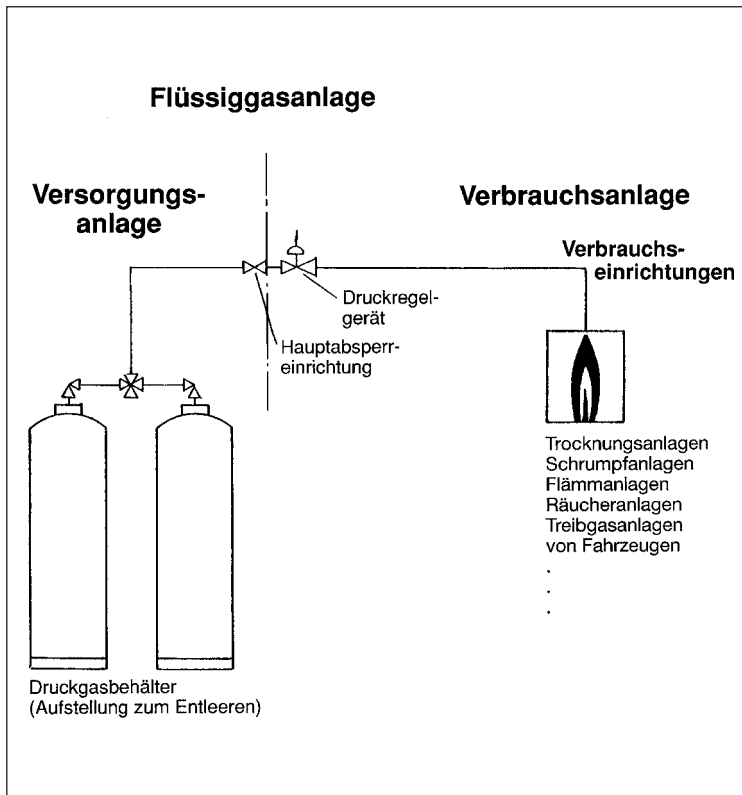 Flüssiggasanlage
Versorgungs-
anlage
Verbrauchsanlage
Verbrauchs-
einrichtungen
Druckregel-
gerät
Hauptabsperr-
einrichtung
Trocknungsanlagen
Schrumpfanlagen
Flämmanlagen
Räucheranlagen
Treibgasanlagen
von Fahrzeugen
.
.
.
Druckgasbehälter
(Aufstellung zum Entleeren)